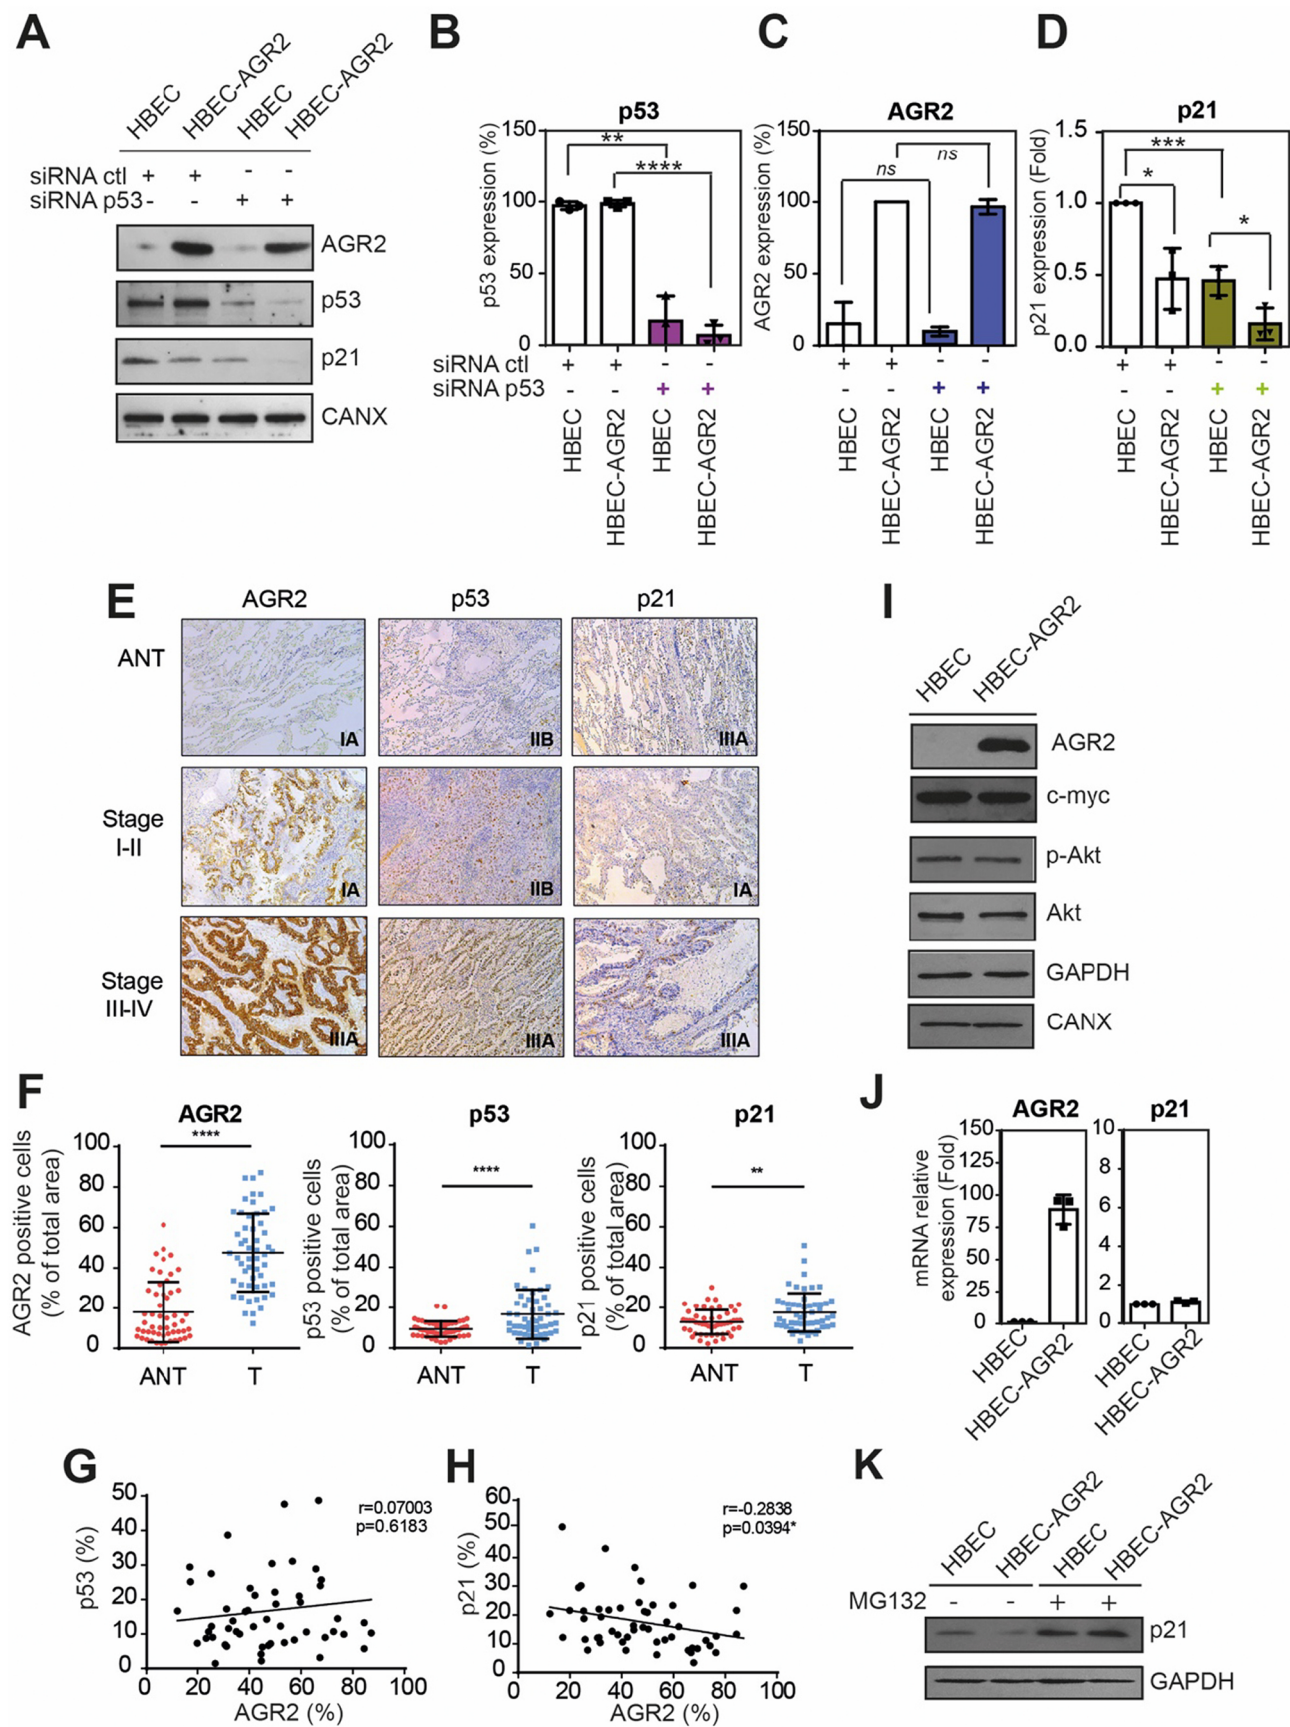 A
HBEC
HBEC-AGR2
HBEC
HBEC-AGR2
siRNA ctl + + - -
siRNA p53 - - + +
AGR2
p53
p21
CANX
B
p53
p53 expression (%)
150
100
50
0
**
****
siRNA ctl + + - -
siRNA p53 - - + +
HBEC
HBEC-AGR2
HBEC
HBEC-AGR2
C
AGR2
AGR2 expression (%)
150
100
50
0
ns
ns
+ + - -
- - + +
HBEC
HBEC-AGR2
HBEC
HBEC-AGR2
D
p21
p21 expression (Fold)
1.5
1.0
0.5
0.0
***
*
*
+ + - -
- - + +
HBEC
HBEC-AGR2
HBEC
HBEC-AGR2
E
AGR2 p53 p21
ANT
IA IIB IIIA
Stage
I-II
IA IIB IA
Stage
III-IV
IIIA IIIA IIIA
F
AGR2
AGR2 positive cells
(% of total area)
100
80
60
40
20
0
****
ANT T
p53
p53 positive cells
(% of total area)
100
80
60
40
20
0
****
ANT T
p21
p21 positive cells
(% of total area)
100
80
60
40
20
0
**
ANT T
G
p53 (%)
50
40
30
20
10
0
r=0.07003
p=0.6183
0 20 40 60 80 100
AGR2 (%)
H
p21 (%)
60
50
40
30
20
10
0
r=-0.2838
p=0.0394*
0 20 40 60 80 100
AGR2 (%)
I
HBEC
HBEC-AGR2
AGR2
c-myc
p-Akt
Akt
GAPDH
CANX
J
AGR2
mRNA relative
expression (Fold)
150
125
100
75
50
25
0
HBEC
HBEC-AGR2
p21
10
8
6
4
2
0
HBEC
HBEC-AGR2
K
HBEC
HBEC-AGR2
HBEC
HBEC-AGR2
MG132 - - + +
p21
GAPDH